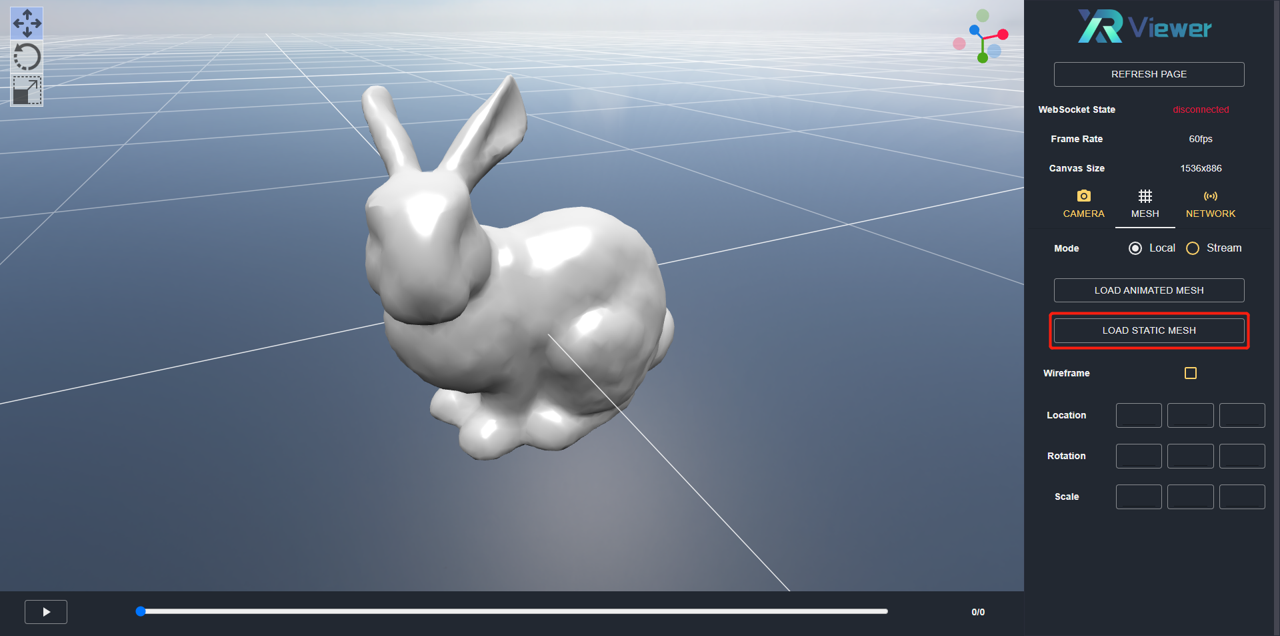 XR Viewer
REFRESH PAGE
WebSocket State disconnected
Frame Rate 60fps
Canvas Size 1536x886
CAMERA MESH NETWORK
Mode Local Stream
LOAD ANIMATED MESH
LOAD STATIC MESH
Wireframe
Location
Rotation
Scale
0/0